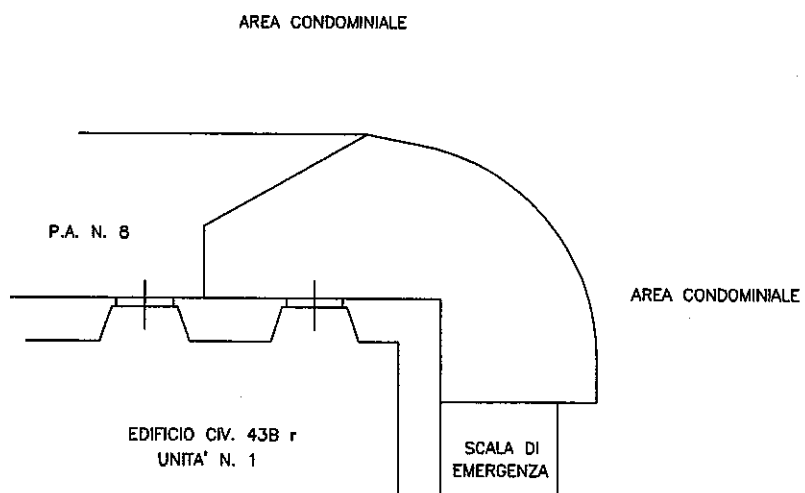 AREA CONDOMINIALE
P.A. N. 8
AREA CONDOMINIALE
EDIFICIO CIV. 43B r
UNITA' N. 1
SCALA DI
EMERGENZA